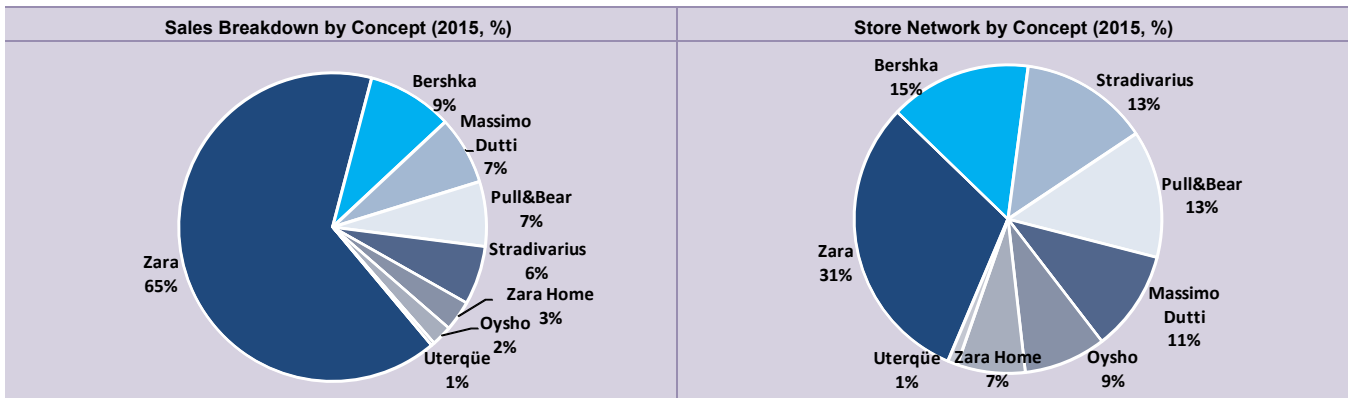 Sales Breakdown by Concept (2015, %)
Bershka
9%
Massimo
Dutti
7%
Pull&Bear
7%
Stradivarius
6%
Zara Home
3%
Oysho
2%
Uterqüe
1%
Zara
65%
Store Network by Concept (2015, %)
Bershka
15%
Stradivarius
13%
Pull&Bear
13%
Massimo
Dutti
11%
Oysho
9%
Zara Home
7%
Uterqüe
1%
Zara
31%